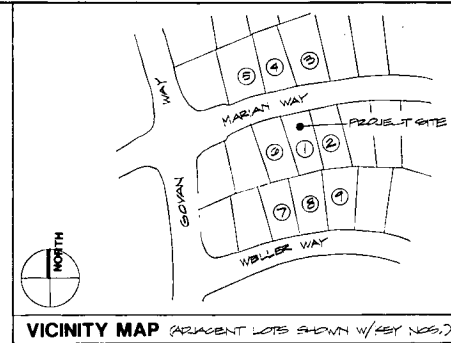 ⑤ ④ ③
WAY
MARIAN WAY
PROJECT SITE
⑥ ① ②
GOVAN
⑦ ⑧ ⑨
WELLER WAY
NORTH
VICINITY MAP (ADJACENT LOTS SHOWN W/KEY NOS.)